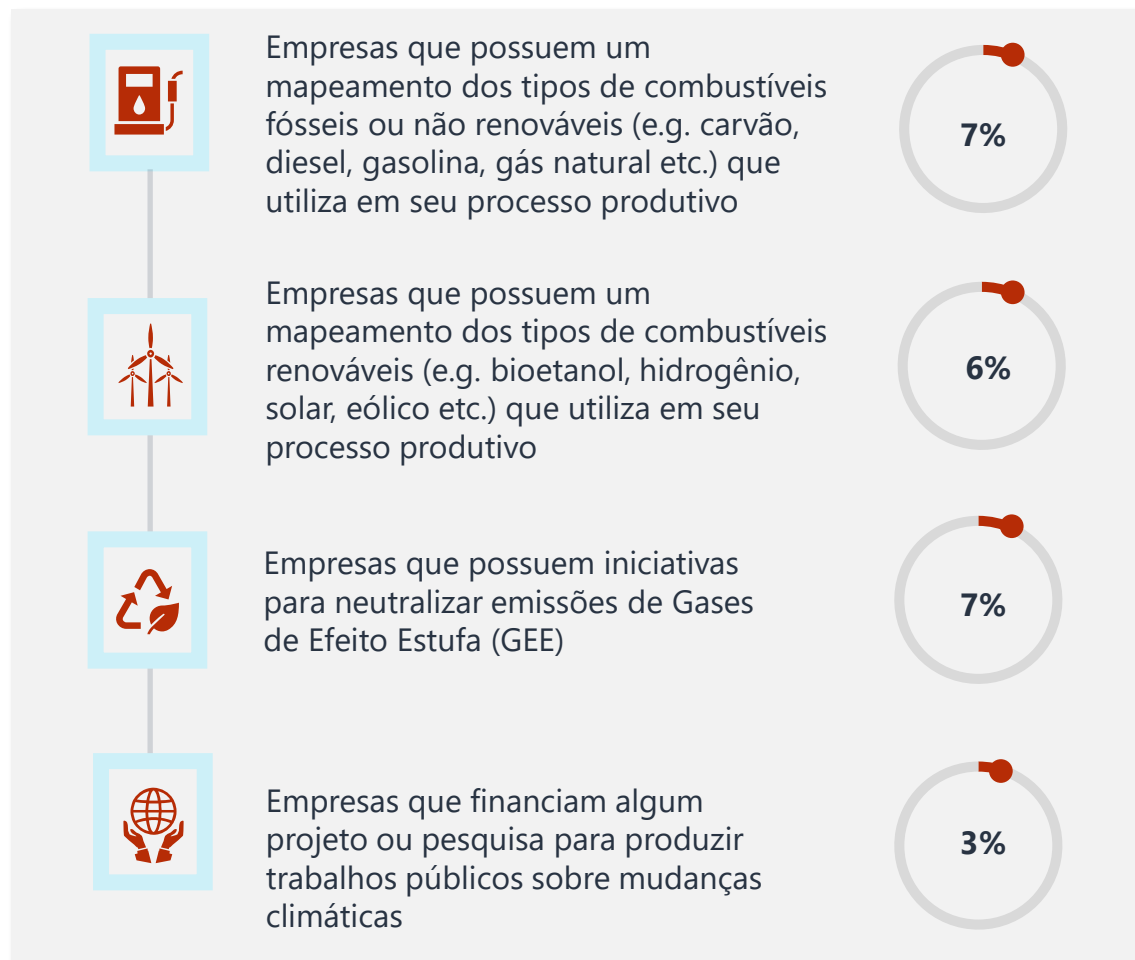 Empresas que possuem um
mapeamento dos tipos de combustíveis
fósseis ou não renováveis (e.g. carvão,
diesel, gasolina, gás natural etc.) que
utiliza em seu processo produtivo
7%
Empresas que possuem um
mapeamento dos tipos de combustíveis
renováveis (e.g. bioetanol, hidrogênio,
solar, eólico etc.) que utiliza em seu
processo produtivo
6%
Empresas que possuem iniciativas
para neutralizar emissões de Gases
de Efeito Estufa (GEE)
7%
Empresas que financiam algum
projeto ou pesquisa para produzir
trabalhos públicos sobre mudanças
climáticas
3%